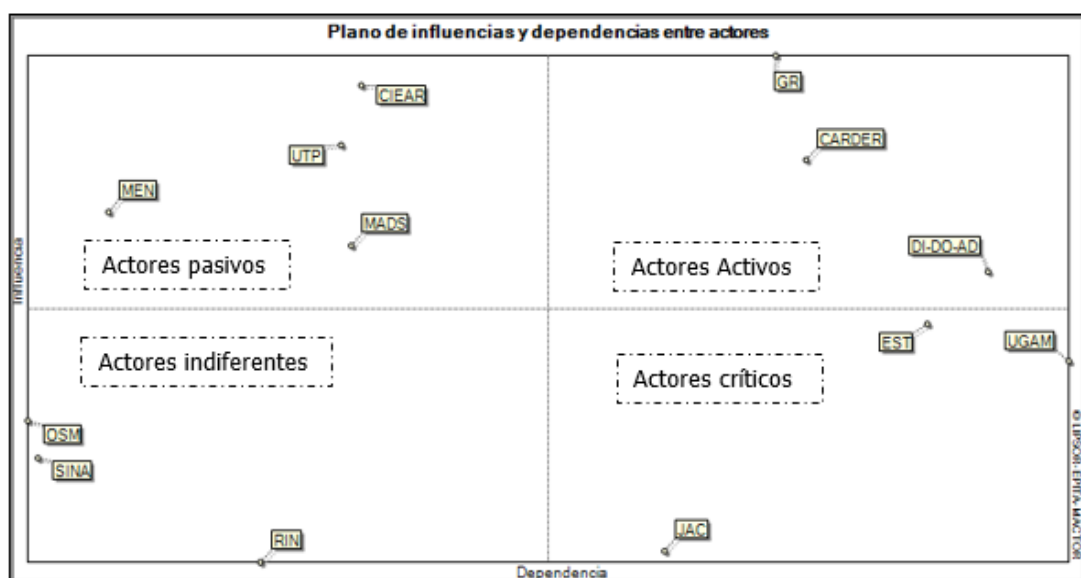 Plano de influencias y dependencias entre actores
GR
CIEAR
CARDER
UTP
MEN
MADS
DI-DO-AD
Actores pasivos
Actores Activos
Influencia
EST
UGAM
Actores indiferentes
Actores críticos
OSM
SINA
RIN
JAC
Dependencia
© LIPSOR-EPITA-MACTOR